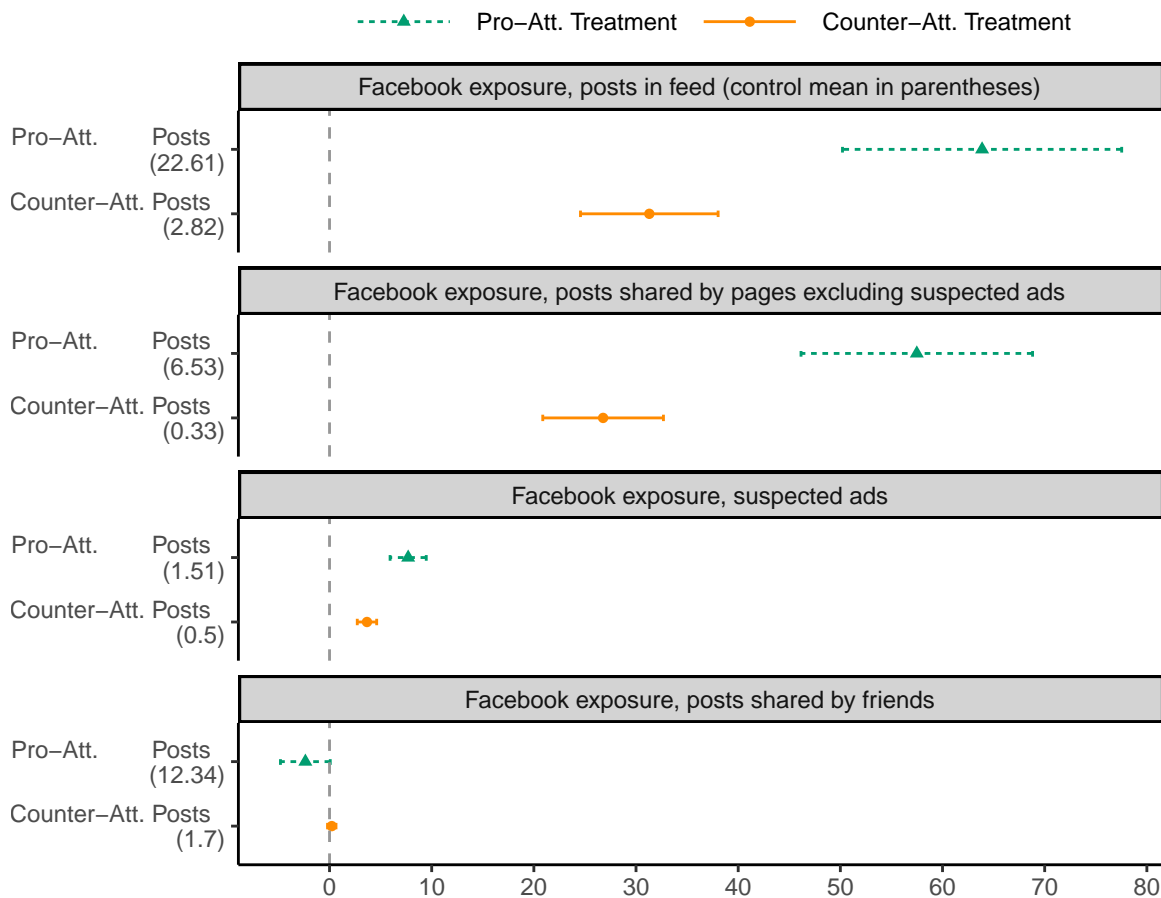 Pro−Att. Treatment Counter−Att. Treatment
Facebook exposure, posts in feed (control mean in parentheses)
Pro−Att. Posts
(22.61)
Counter−Att. Posts
(2.82)
Facebook exposure, posts shared by pages excluding suspected ads
Pro−Att. Posts
(6.53)
Counter−Att. Posts
(0.33)
Facebook exposure, suspected ads
Pro−Att. Posts
(1.51)
Counter−Att. Posts
(0.5)
Facebook exposure, posts shared by friends
Pro−Att. Posts
(12.34)
Counter−Att. Posts
(1.7)
0 10 20 30 40 50 60 70 80